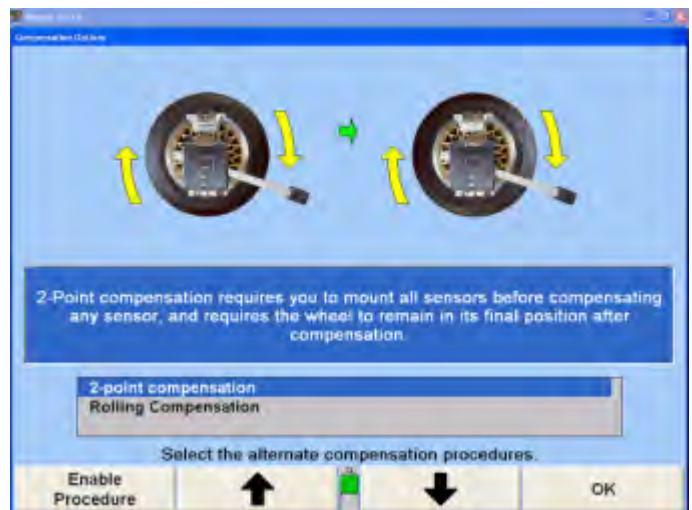 Compensation Options
2-Point compensation requires you to mount all sensors before compensating
any sensor, and requires the wheel to remain in its final position after
compensation.
2-point compensation
Rolling Compensation
Select the alternate compensation procedures.
Enable
Procedure
OK